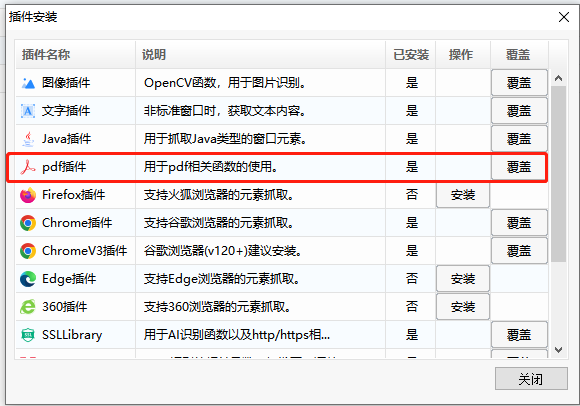 插件安装
插件名称 说明 已安装 操作 覆盖
图像插件 OpenCV函数，用于图片识别。 是 覆盖
文字插件 非标准窗口时，获取文本内容。 是 覆盖
Java插件 用于抓取Java类型的窗口元素。 是 覆盖
pdf插件 用于pdf相关函数的使用。 是 覆盖
Firefox插件 支持火狐浏览器的元素抓取。 否 安装
Chrome插件 支持谷歌浏览器的元素抓取。 是 覆盖
ChromeV3插件 谷歌浏览器(v120+)建议安装。 是 覆盖
Edge插件 支持Edge浏览器的元素抓取。 否 安装
360插件 支持360浏览器的元素抓取。 否 安装
SSLLibrary 用于AI识别函数以及http/https相... 是 覆盖
关闭